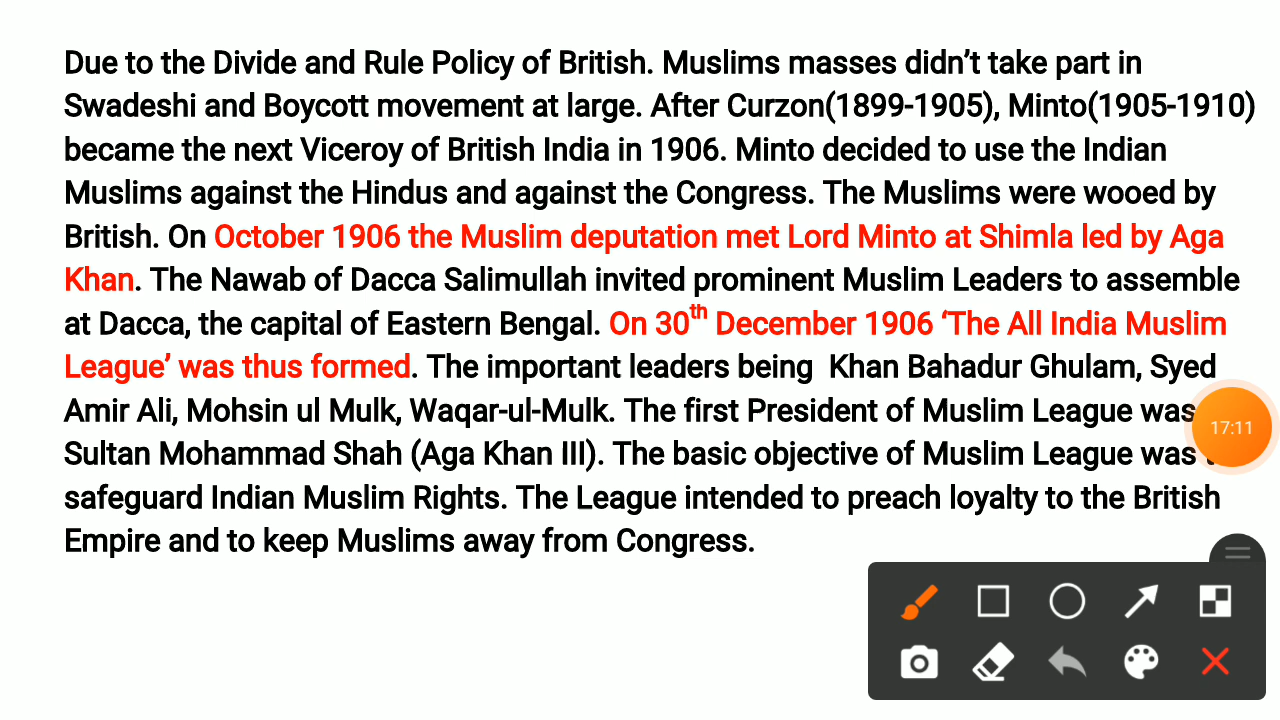 Due to the Divide and Rule Policy of British. Muslims masses didn’t take part in
Swadeshi and Boycott movement at large. After Curzon(1899-1905), Minto(1905-1910)
became the next Viceroy of British India in 1906. Minto decided to use the Indian
Muslims against the Hindus and against the Congress. The Muslims were wooed by
British. On October 1906 the Muslim deputation met Lord Minto at Shimla led by Aga
Khan. The Nawab of Dacca Salimullah invited prominent Muslim Leaders to assemble
at Dacca, the capital of Eastern Bengal. On 30th December 1906 ‘The All India Muslim
League’ was thus formed. The important leaders being Khan Bahadur Ghulam, Syed
Amir Ali, Mohsin ul Mulk, Waqar-ul-Mulk. The first President of Muslim League was
17:11
Sultan Mohammad Shah (Aga Khan III). The basic objective of Muslim League was
safeguard Indian Muslim Rights. The League intended to preach loyalty to the British
Empire and to keep Muslims away from Congress.